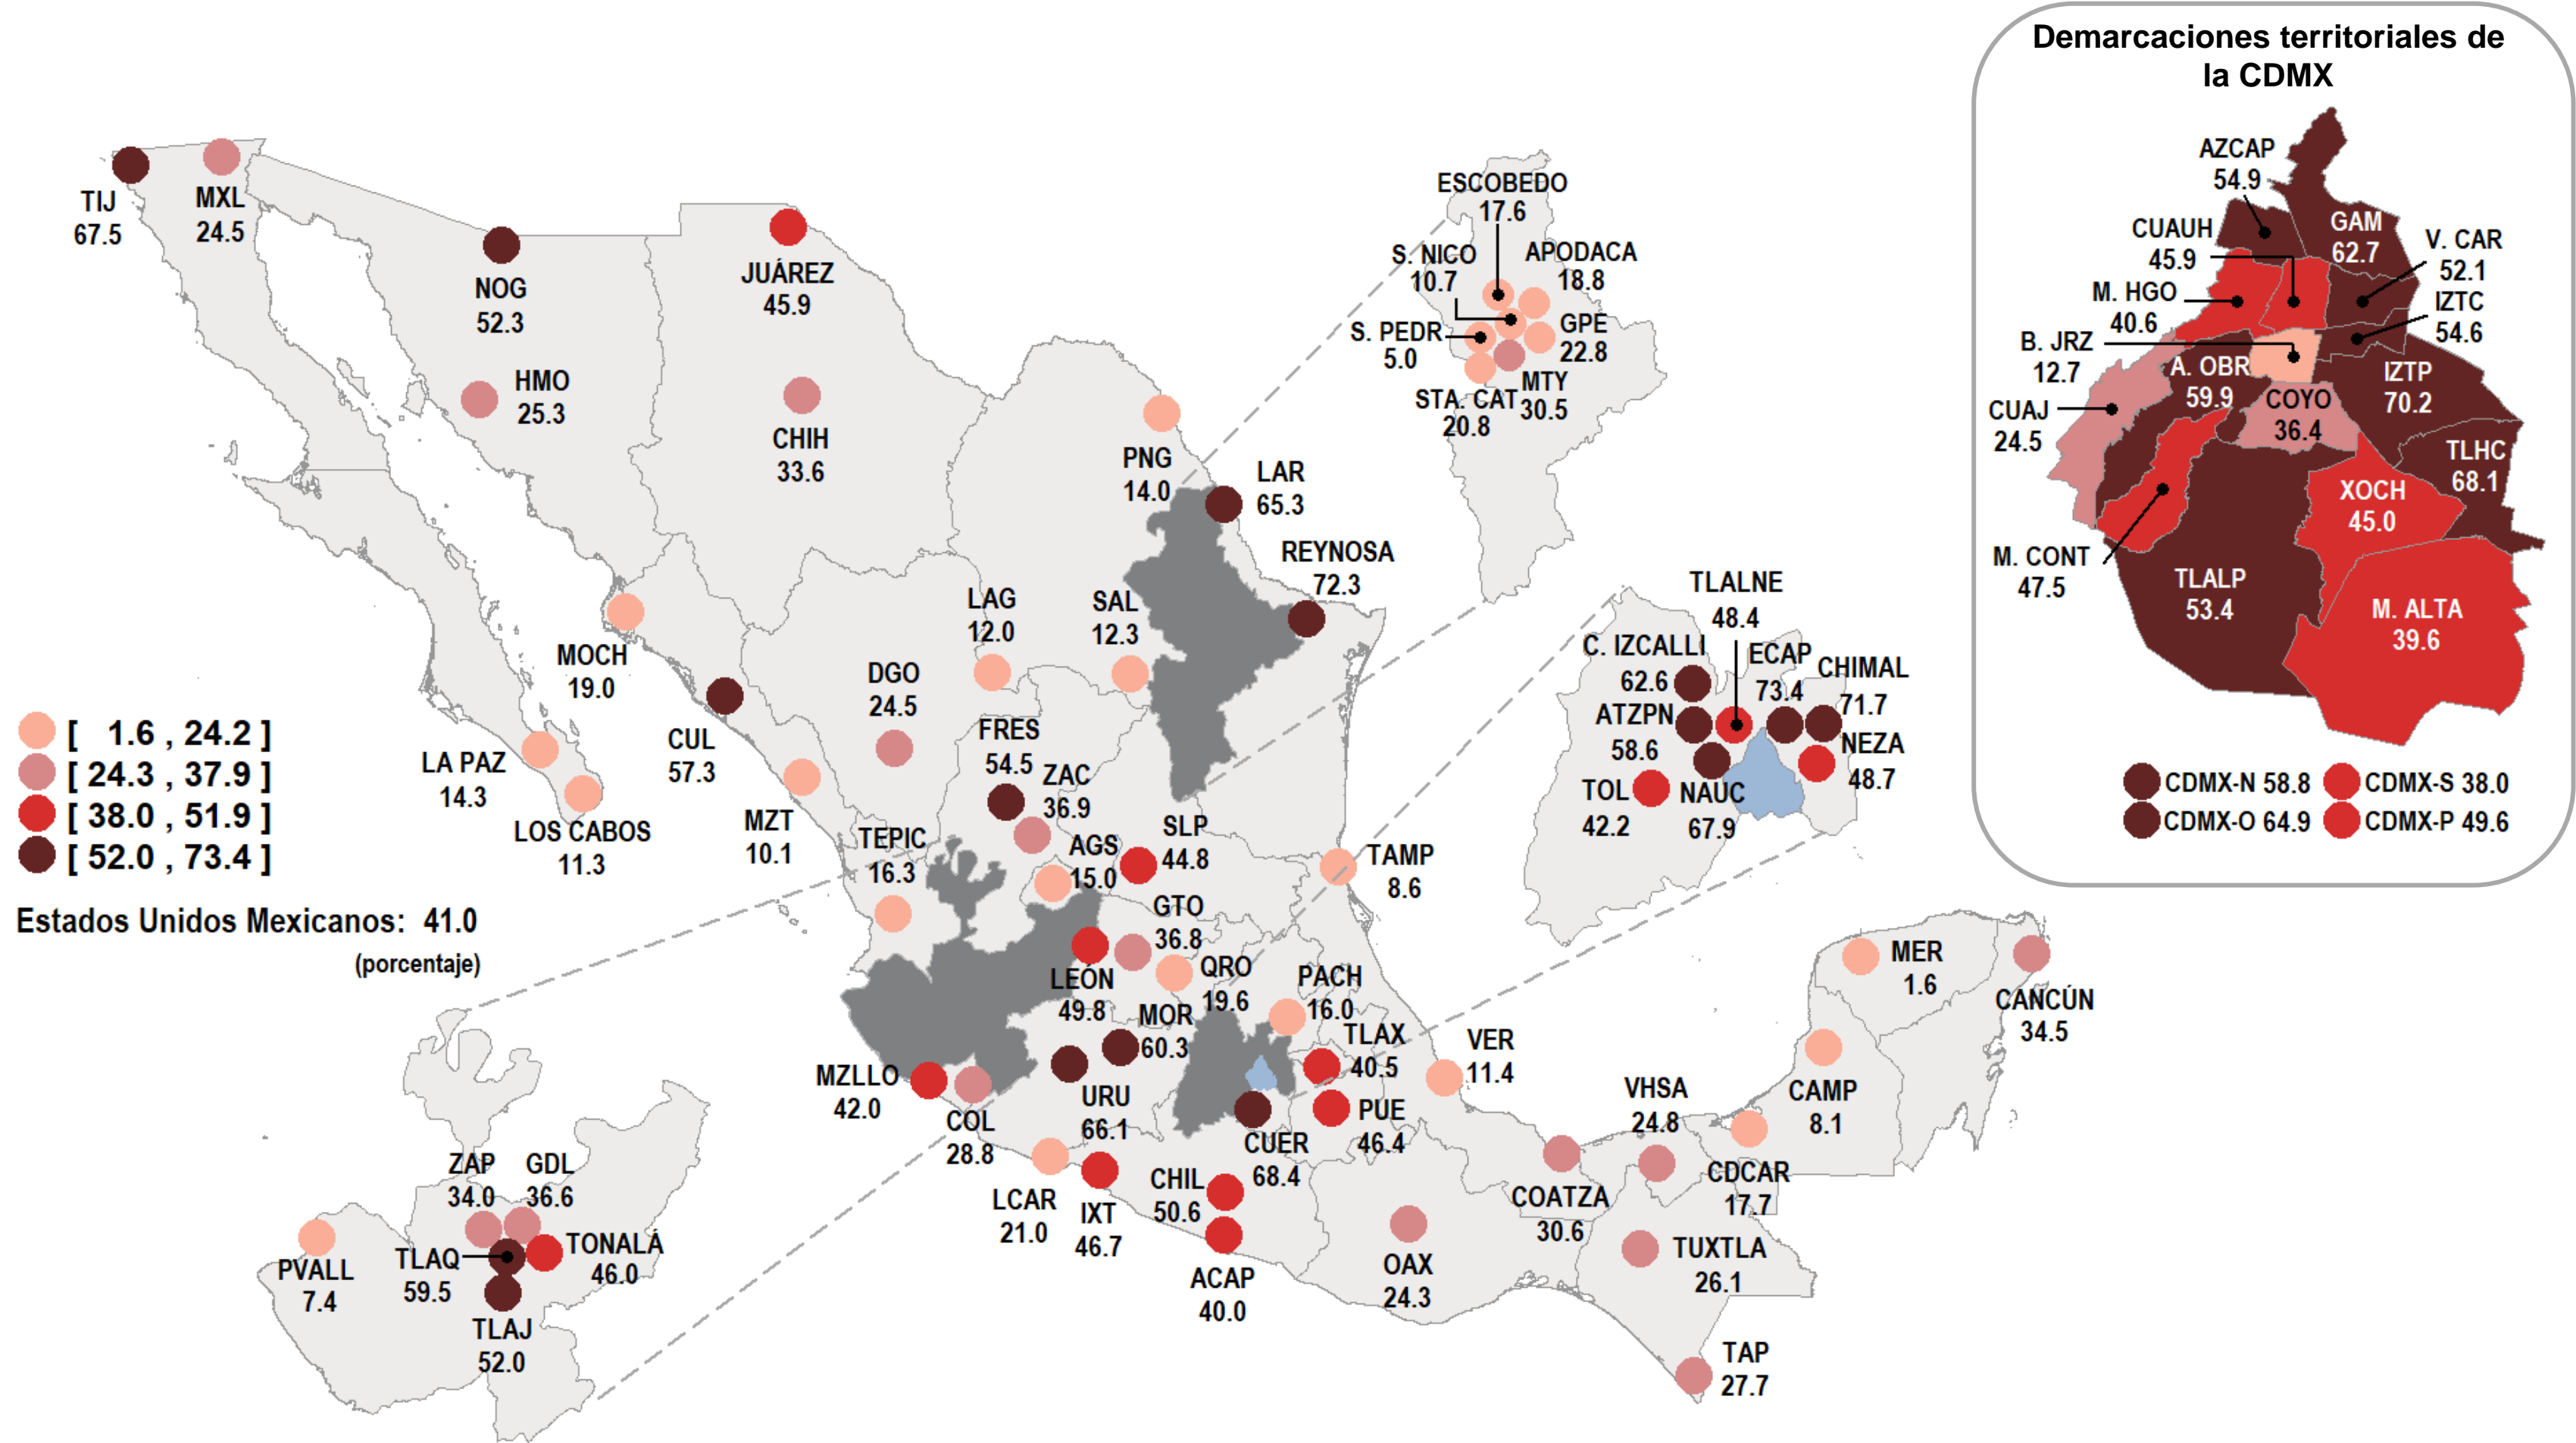 Demarcaciones territoriales de
la CDMX
AZCAP
54.9
CUAUH
45.9
GAM
62.7
V. CAR
52.1
M. HGO
40.6
IZTC
54.6
B. JRZ
12.7
A. OBR
59.9
IZTP
70.2
CUAJ
24.5
COYO
36.4
TLHC
68.1
XOCH
45.0
M. CONT
47.5
TLALP
53.4
M. ALTA
39.6
CDMX-N 58.8
CDMX-S 38.0
CDMX-O 64.9
CDMX-P 49.6
TIJ
67.5
MXL
24.5
NOG
52.3
JUÁREZ
45.9
HMO
25.3
CHIH
33.6
PNG
14.0
LAR
65.3
REYNOSA
72.3
ESCOBEDO
17.6
S. NICO
10.7
APODACA
18.8
S. PEDR
5.0
GPE
22.8
STA. CAT
20.8
MTY
30.5
MOCH
19.0
LAG
12.0
SAL
12.3
DGO
24.5
CUL
57.3
LA PAZ
14.3
LOS CABOS
11.3
MZT
10.1
FRES
54.5
ZAC
36.9
TEPIC
16.3
AGS
15.0
SLP
44.8
TAMP
8.6
TLALNE
48.4
C. IZCALLI
62.6
ECAP
73.4
CHIMAL
71.7
ATZPN
58.6
NEZA
48.7
TOL
42.2
NAUC
67.9
[ 1.6 , 24.2 ]
[ 24.3 , 37.9 ]
[ 38.0 , 51.9 ]
[ 52.0 , 73.4 ]
Estados Unidos Mexicanos: 41.0
(porcentaje)
GTO
36.8
LEÓN
49.8
QRO
19.6
PACH
16.0
MOR
60.3
TLAX
40.5
VER
11.4
MZLLO
42.0
COL
28.8
URU
66.1
CUER
68.4
PUE
46.4
LCAR
21.0
IXT
46.7
CHIL
50.6
ACAP
40.0
OAX
24.3
COATZA
30.6
VHSA
24.8
CDCAR
17.7
TUXTLA
26.1
TAP
27.7
MER
1.6
CANCÚN
34.5
CAMP
8.1
ZAP
34.0
GDL
36.6
PVALL
7.4
TLAQ
59.5
TONALÁ
46.0
TLAJ
52.0